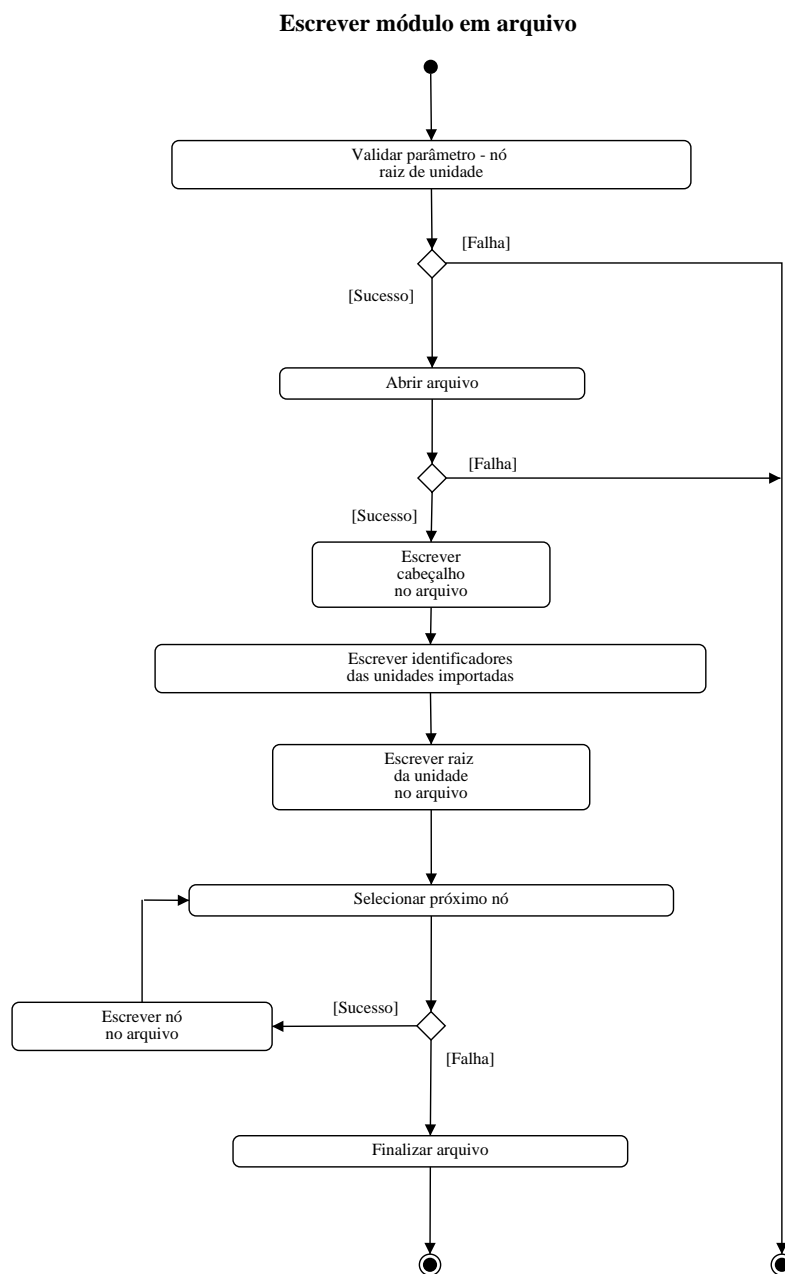 Escrever módulo em arquivo
Validar parâmetro - nó
raiz de unidade
[Falha]
[Sucesso]
Abrir arquivo
[Falha]
[Sucesso]
Escrever
cabeçalho
no arquivo
Escrever identificadores
das unidades importadas
Escrever raiz
da unidade
no arquivo
Selecionar próximo nó
[Sucesso]
Escrever nó
no arquivo
[Falha]
Finalizar arquivo